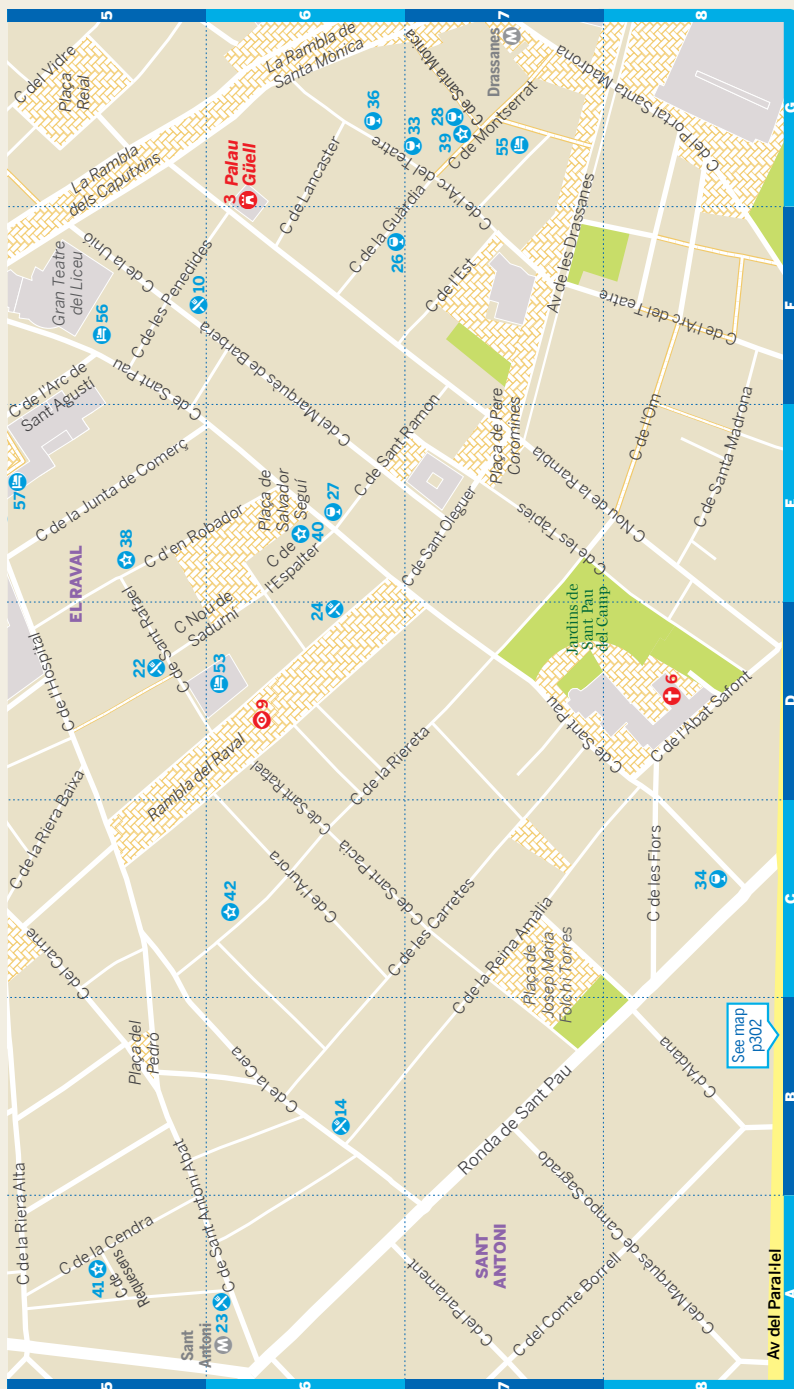 5
6
7
8
C del Vidre
Plaça
Reial
La Rambla
dels Caputxins
La Rambla de
Santa Mònica
C de Santa Mònica
Drassanes
M
C del Portal Santa Madrona
36
33
28
39
C de Montserrat
55
3 Palau
Güell
C de Lancaster
C de l'Arc del Teatre
C de la Guàrdia
26
C de l'Est
Av de les Drassanes
C de l'Arc del Teatre
Gran Teatre
del Liceu
C de la Unió
56
C de les Penedides
10
C de l'Arc de
Sant Agustí
C de Sant Pau
C del Marquès de Barberà
57
C de la Junta de Comerç
C de Sant Ramon
Plaça de Pere
Coromines
C Nou de la Rambla
C de l'Om
C de Santa Madrona
EL RAVAL
38
C d'en Robador
Plaça de
Salvador
Seguí
40
27
C de
l'Espalter
C de Sant Oleguer
C de les Tàpies
C de l'Hospital
C de Sant Rafael
C Nou de
Sadurní
24
22
53
9
Rambla del Raval
Jardins de
Sant Pau
del Camp
6
C de Sant Pau
C de l'Abat Safont
C de la Riera Baixa
C de Sant Rafael
C de la Riereta
C de l'Aurora
C de Sant Pacià
42
C de les Carretes
C de la Reina Amàlia
C de les Flors
34
C del Carme
Plaça de
Josep Maria
Folch i Torres
Plaça del
Pedró
C de la Cera
14
Ronda de Sant Pau
C d'Aldana
See map
p302
C de la Riera Alta
C de Sant Antoni Abat
C de la Cendra
41
C de
Requesens
23
Sant
Antoni
M
SANT
ANTONI
C del Parlament
C del Comte Borrell
C del Marquès de Campo Sagrado
Av del Paral·lel
A
B
C
D
E
F
G
5
6
7
8